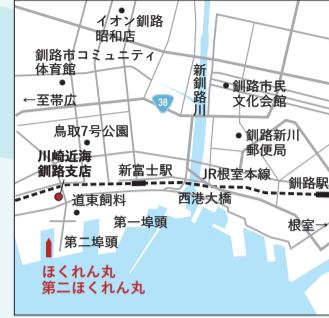 イオン釧路
昭和店
釧路市コミュニティ
体育館
新釧路川
釧路市民
文化会館
←至帯広
38
鳥取7号公園
釧路新川
郵便局
川崎近海
釧路支店
新富士駅
JR根室本線
釧路駅
道東飼料
西港大橋
第一埠頭
根室→
第二埠頭
ほくれん丸
第二ほくれん丸